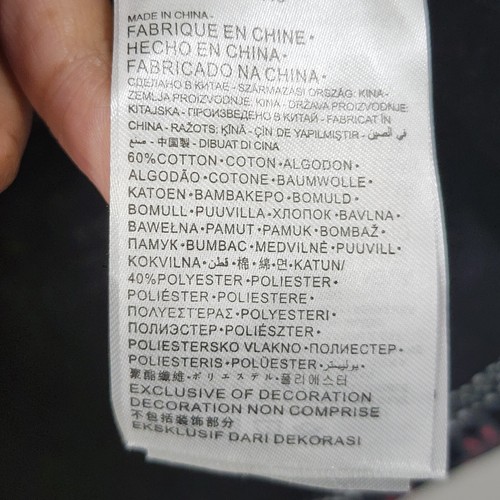 MADE IN CHINA -
FABRIQUE EN CHINE •
HECHO EN CHINA •
FABRICADO NA CHINA •
СДЕЛАНО В КИТАЕ - SZÁRMAZÁSI ORSZÁG: KINA -
ZEMLJA PROIZVODNJE: KINA - DRŽAVA PROIZVODNJE:
KITAJSKA - ПРОИЗВЕДЕНО В КИТАЙ - FABRICAT ÎN
CHINA - RAŽOTS: ĶĪNĀ - ÇİN DE YAPILMIŞTIR - في الصين
صنع - 中国製 - DIBUAT DI CINA
60%COTTON • COTON • ALGODON •
ALGODÃO • COTONE • BAUMWOLLE •
KATOEN • BAMBAKEPO • BOMULD •
BOMULL • PUUVILLA • ХЛОПОК • BAVLNA •
BAWEŁNA • PAMUT • PAMUK • BOMBAŽ •
ПАМУК • BUMBAC • MEDVILNĖ • PUUVILL •
KOKVILNA • قطن • 棉 • 綿 • 면 • KATUN/
40%POLYESTER • POLIESTER •
POLIÉSTER • POLIESTERE •
ΠΟΛΥΕΣΤΕΡΑΣ • POLYESTERI •
ПОЛИЭСТЕР • POLIÉSZTER •
POLIESTERSKO VLAKNO • ПОЛИЕСТЕР •
POLIESTERIS • POLÜESTER • بوليستر •
聚酯纖維 • ポリエステル • 폴리에스터
EXCLUSIVE OF DECORATION
DECORATION NON COMPRISE
不包括装饰部分
EKSKLUSIF DARI DEKORASI